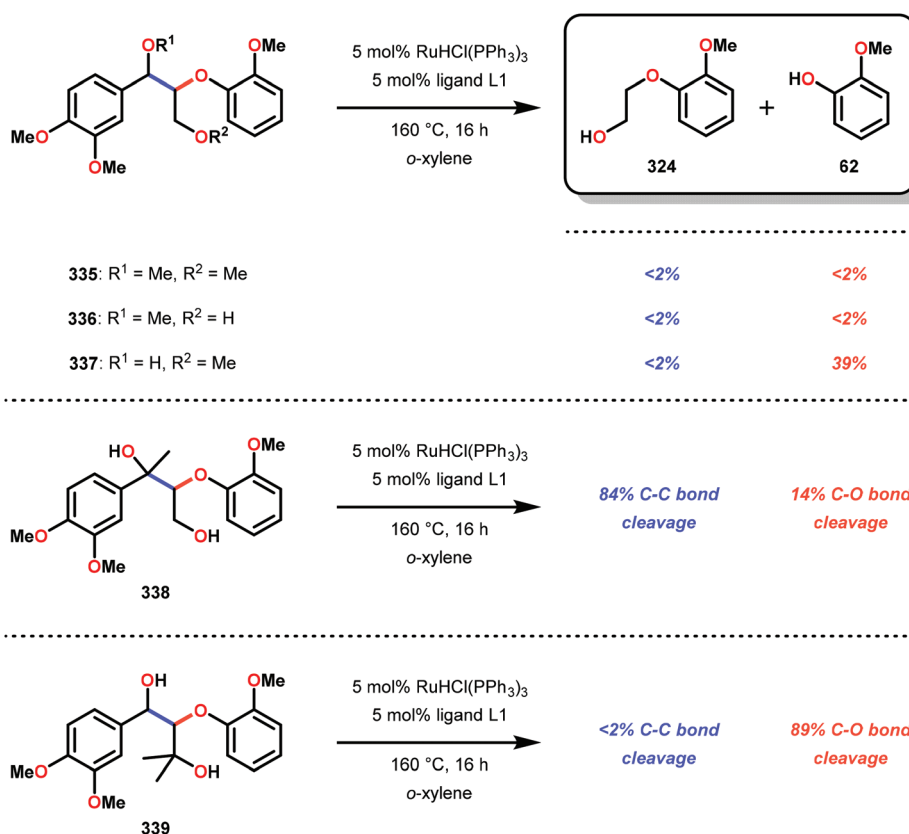 OR¹
OMe
O
OR²
MeO
OMe
5 mol% RuHCl(PPh₃)₃
5 mol% ligand L1
160 °C, 16 h
o-xylene
OMe
O
HO
324
+
OMe
HO
62
335: R¹ = Me, R² = Me <2% <2%
336: R¹ = Me, R² = H <2% <2%
337: R¹ = H, R² = Me <2% 39%
HO
OMe
O
OH
MeO
OMe
338
5 mol% RuHCl(PPh₃)₃
5 mol% ligand L1
160 °C, 16 h
o-xylene
84% C-C bond
cleavage
14% C-O bond
cleavage
OH
OMe
O
OH
MeO
OMe
339
5 mol% RuHCl(PPh₃)₃
5 mol% ligand L1
160 °C, 16 h
o-xylene
<2% C-C bond
cleavage
89% C-O bond
cleavage